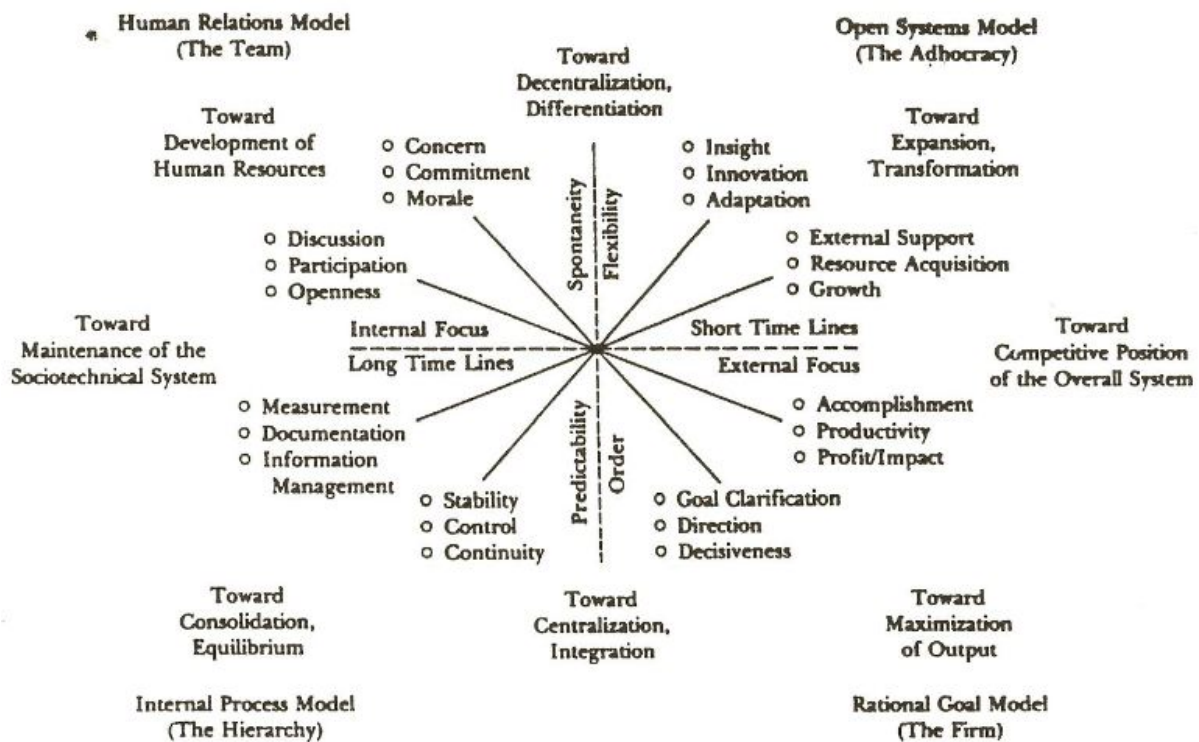 Human Relations Model
(The Team)
Open Systems Model
(The Adhocracy)
Toward
Decentralization,
Differentiation
Toward
Development of
Human Resources
Toward
Expansion,
Transformation
o Concern
o Commitment
o Morale
o Insight
o Innovation
o Adaptation
Spontaneity
Flexibility
o Discussion
o Participation
o Openness
o External Support
o Resource Acquisition
o Growth
Toward
Maintenance of the
Sociotechnical System
Internal Focus
Long Time Lines
Short Time Lines
External Focus
Toward
Competitive Position
of the Overall System
o Measurement
o Documentation
o Information
Management
o Accomplishment
o Productivity
o Profit/Impact
Predictability
Order
o Stability
o Control
o Continuity
o Goal Clarification
o Direction
o Decisiveness
Toward
Consolidation,
Equilibrium
Toward
Centralization,
Integration
Toward
Maximization
of Output
Internal Process Model
(The Hierarchy)
Rational Goal Model
(The Firm)